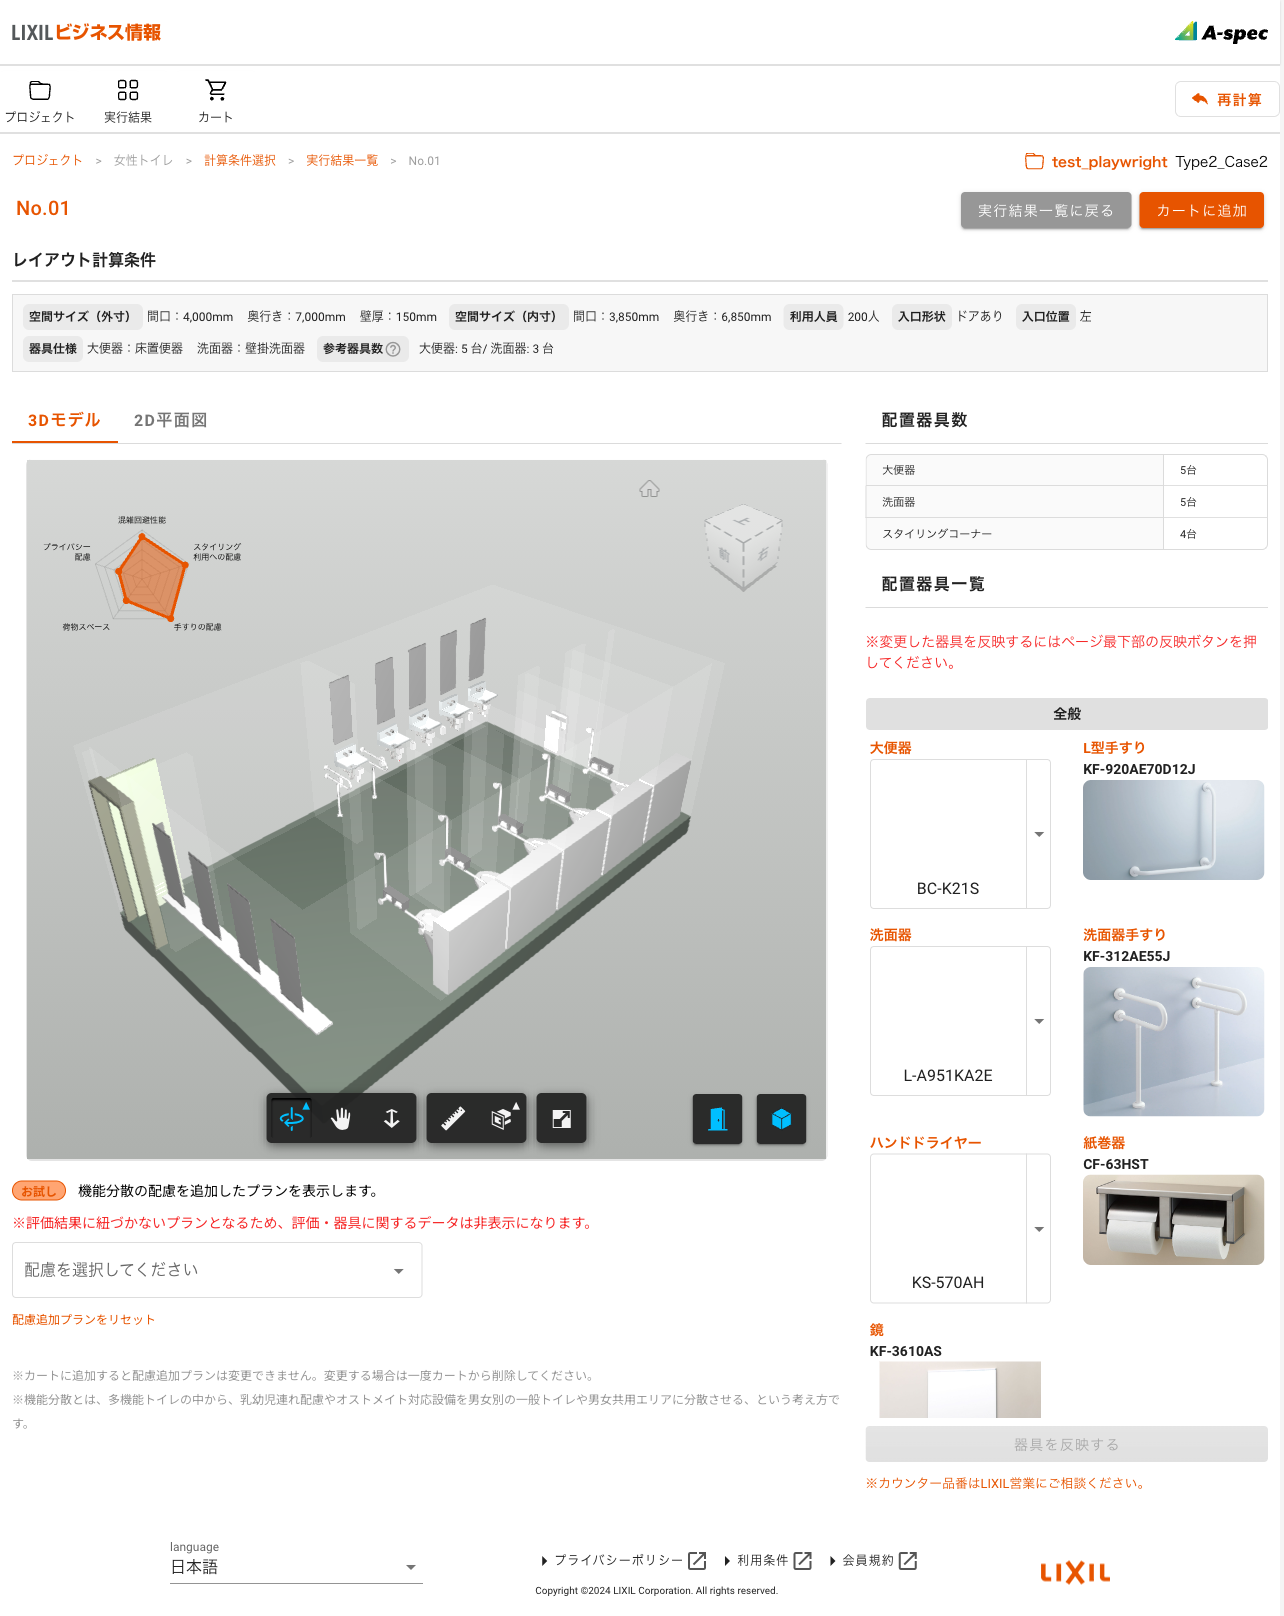 LIXILビジネス情報
A-spec
プロジェクト
実行結果
カート
再計算
プロジェクト > 女性トイレ > 計算条件選択 > 実行結果一覧 > No.01
test_playwright Type2_Case2
No.01
実行結果一覧に戻る
カートに追加
レイアウト計算条件
空間サイズ（外寸） 間口：4,000mm 奥行き：7,000mm 壁厚：150mm 空間サイズ（内寸） 間口：3,850mm 奥行き：6,850mm 利用人員 200人 入口形状 ドアあり 入口位置 左
器具仕様 大便器：床置便器 洗面器：壁掛洗面器 参考器具数 大便器: 5 台/ 洗面器: 3 台
3Dモデル
2D平面図
混雑回避性能
プライバシー
配慮
スタイリング
利用への配慮
荷物スペース
手すりの配慮
上
前
右
お試し 機能分散の配慮を追加したプランを表示します。
※評価結果に紐づかないプランとなるため、評価・器具に関するデータは非表示になります。
配慮を選択してください
配慮追加プランをリセット
※カートに追加すると配慮追加プランは変更できません。変更する場合は一度カートから削除してください。
※機能分散とは、多機能トイレの中から、乳幼児連れ配慮やオストメイト対応設備を男女別の一般トイレや男女共用エリアに分散させる、という考え方で
す。
配置器具数
大便器 5台
洗面器 5台
スタイリングコーナー 4台
配置器具一覧
※変更した器具を反映するにはページ最下部の反映ボタンを押
してください。
全般
大便器
BC-K21S
L型手すり
KF-920AE70D12J
洗面器
L-A951KA2E
洗面器手すり
KF-312AE55J
ハンドドライヤー
KS-570AH
紙巻器
CF-63HST
鏡
KF-3610AS
器具を反映する
※カウンター品番はLIXIL営業にご相談ください。
language
日本語
プライバシーポリシー
利用条件
会員規約
Copyright ©2024 LIXIL Corporation. All rights reserved.
LIXIL